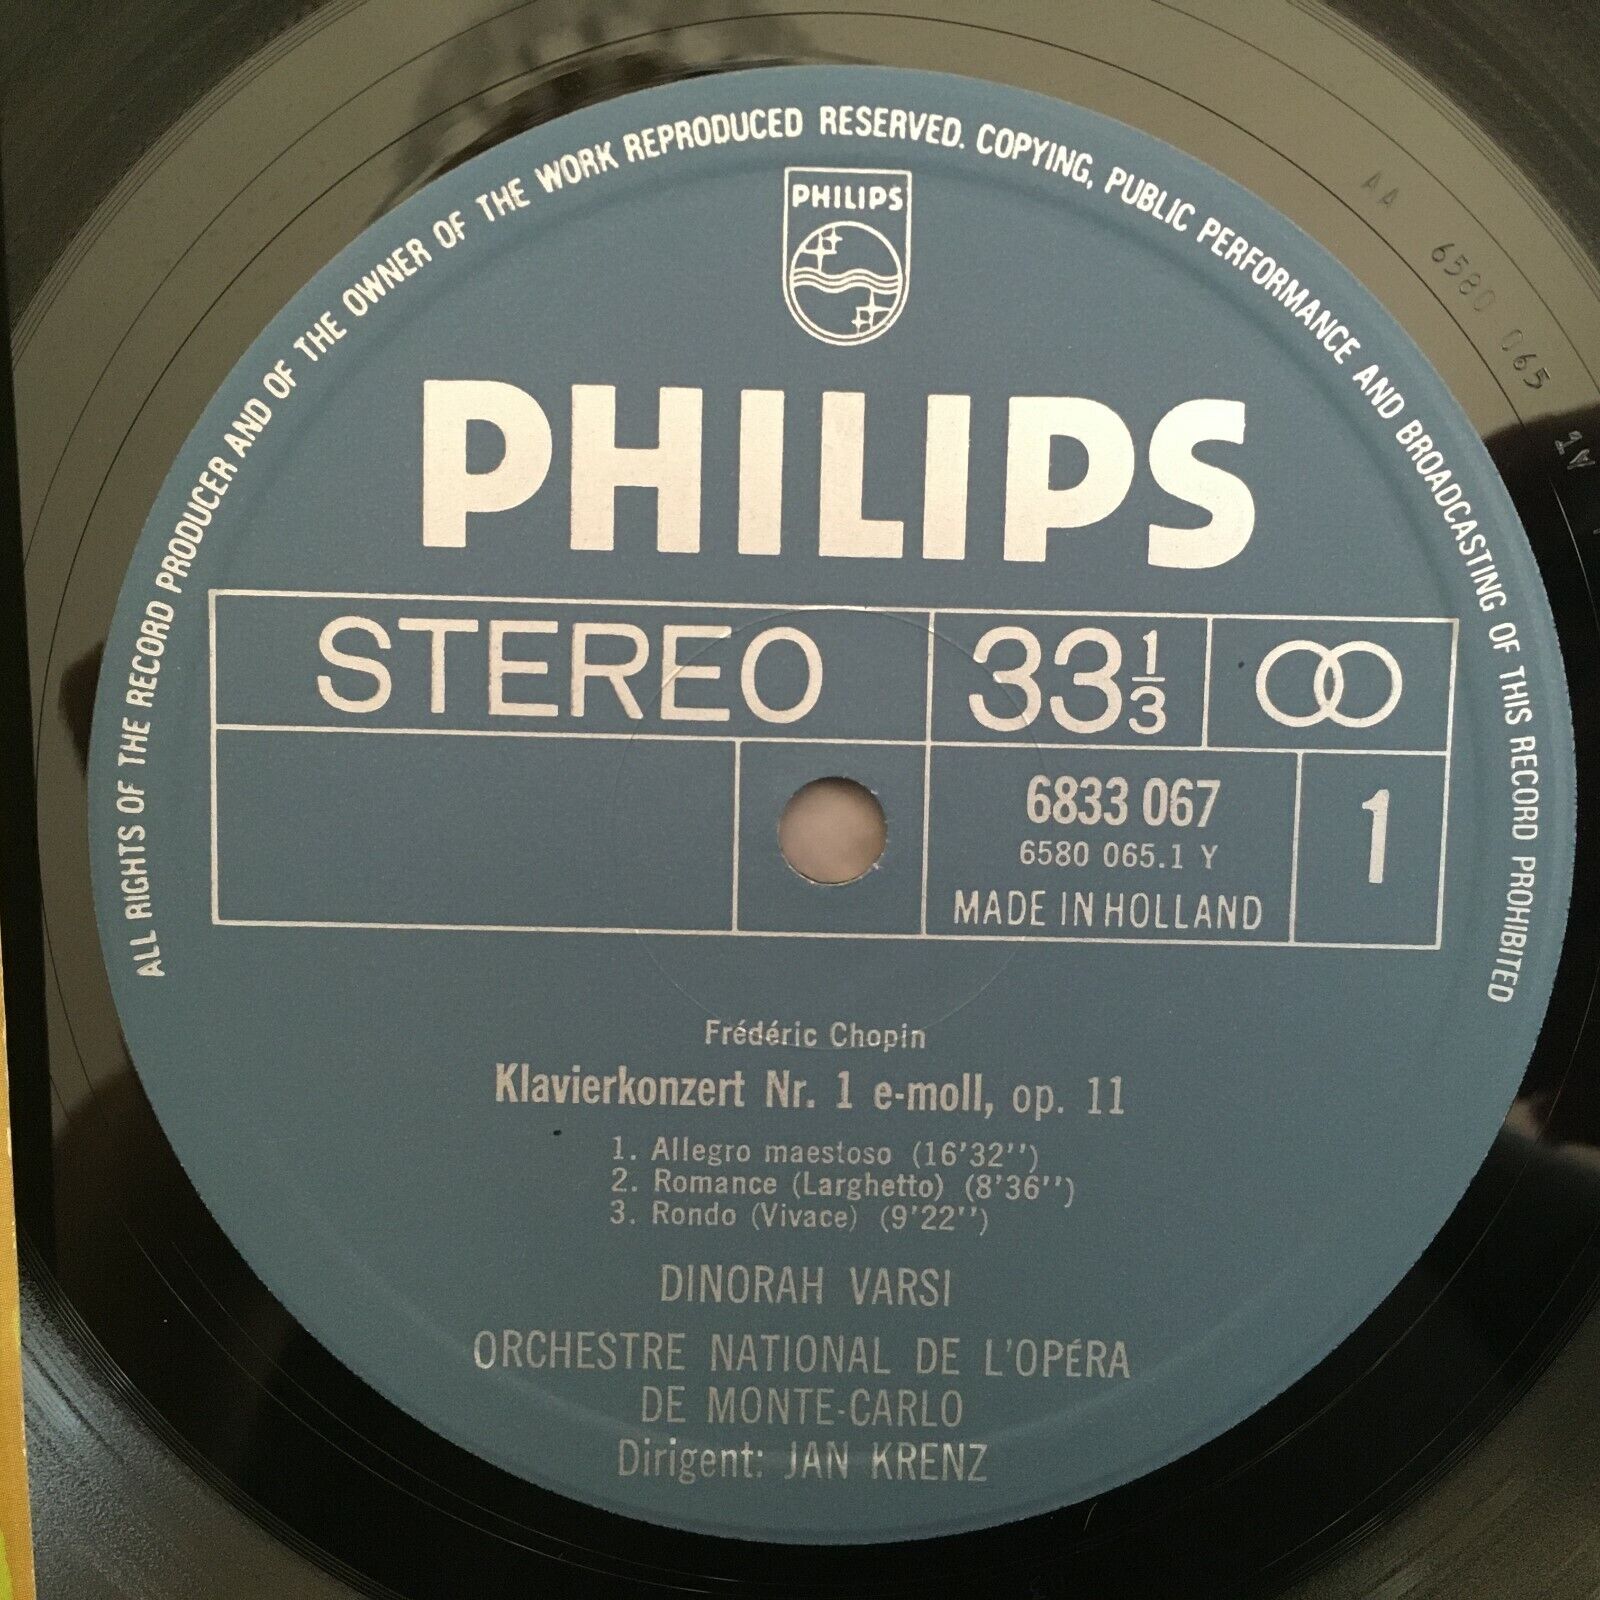 ALL RIGHTS OF THE RECORD PRODUCER AND OF THE OWNER OF THE WORK REPRODUCED RESERVED. COPYING, PUBLIC PERFORMANCE AND BROADCASTING OF THIS RECORD PROHIBITED
PHILIPS
PHILIPS
STEREO
33 1/3
6833 067
6580 065.1 Y
MADE IN HOLLAND
1
Frédéric Chopin
Klavierkonzert Nr. 1 e-moll, op. 11
1. Allegro maestoso (16'32'')
2. Romance (Larghetto) (8'36'')
3. Rondo (Vivace) (9'22'')
DINORAH VARSI
ORCHESTRE NATIONAL DE L'OPÉRA
DE MONTE-CARLO
Dirigent: JAN KRENZ
AA 6580 065 1A